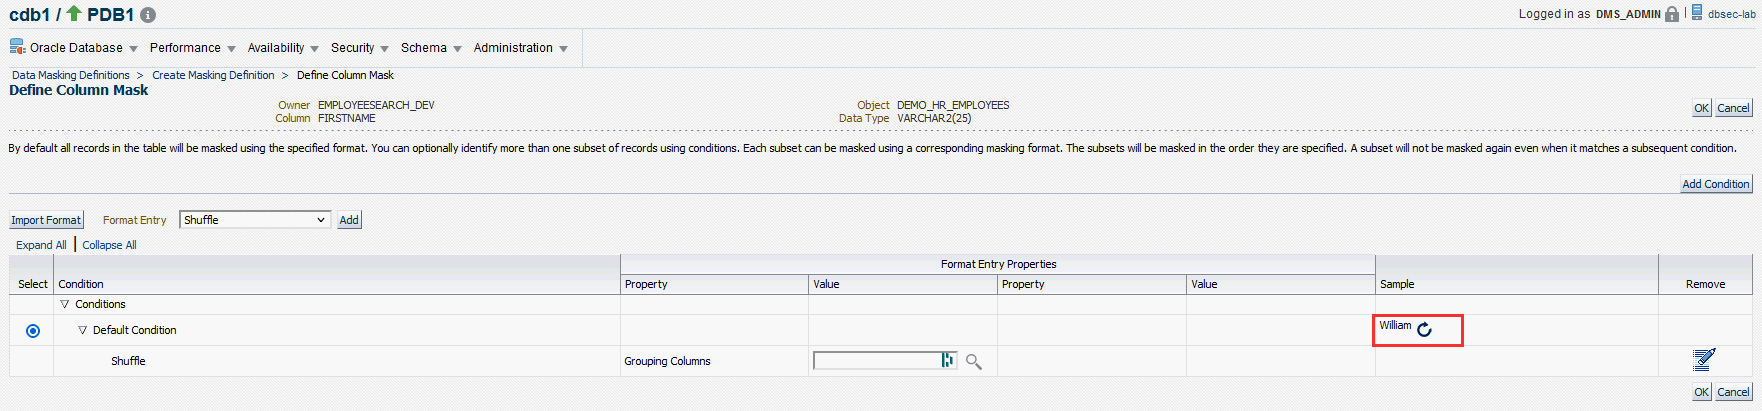 cdb1 / PDB1
Logged in as DMS_ADMIN | dbsec-lab
Oracle Database Performance Availability Security Schema Administration
Data Masking Definitions > Create Masking Definition > Define Column Mask
Define Column Mask
Owner EMPLOYEESEARCH_DEV Object DEMO_HR_EMPLOYEES
OK Cancel
Column FIRSTNAME Data Type VARCHAR2(25)
By default all records in the table will be masked using the specified format. You can optionally identify more than one subset of records using conditions. Each subset can be masked using a corresponding masking format. The subsets will be masked in the order they are specified. A subset will not be masked again even when it matches a subsequent condition.
Add Condition
Import Format Format Entry Shuffle Add
Expand All | Collapse All
Format Entry Properties
Select Condition Property Value Property Value Sample Remove
Conditions
Default Condition William
Shuffle Grouping Columns
OK Cancel